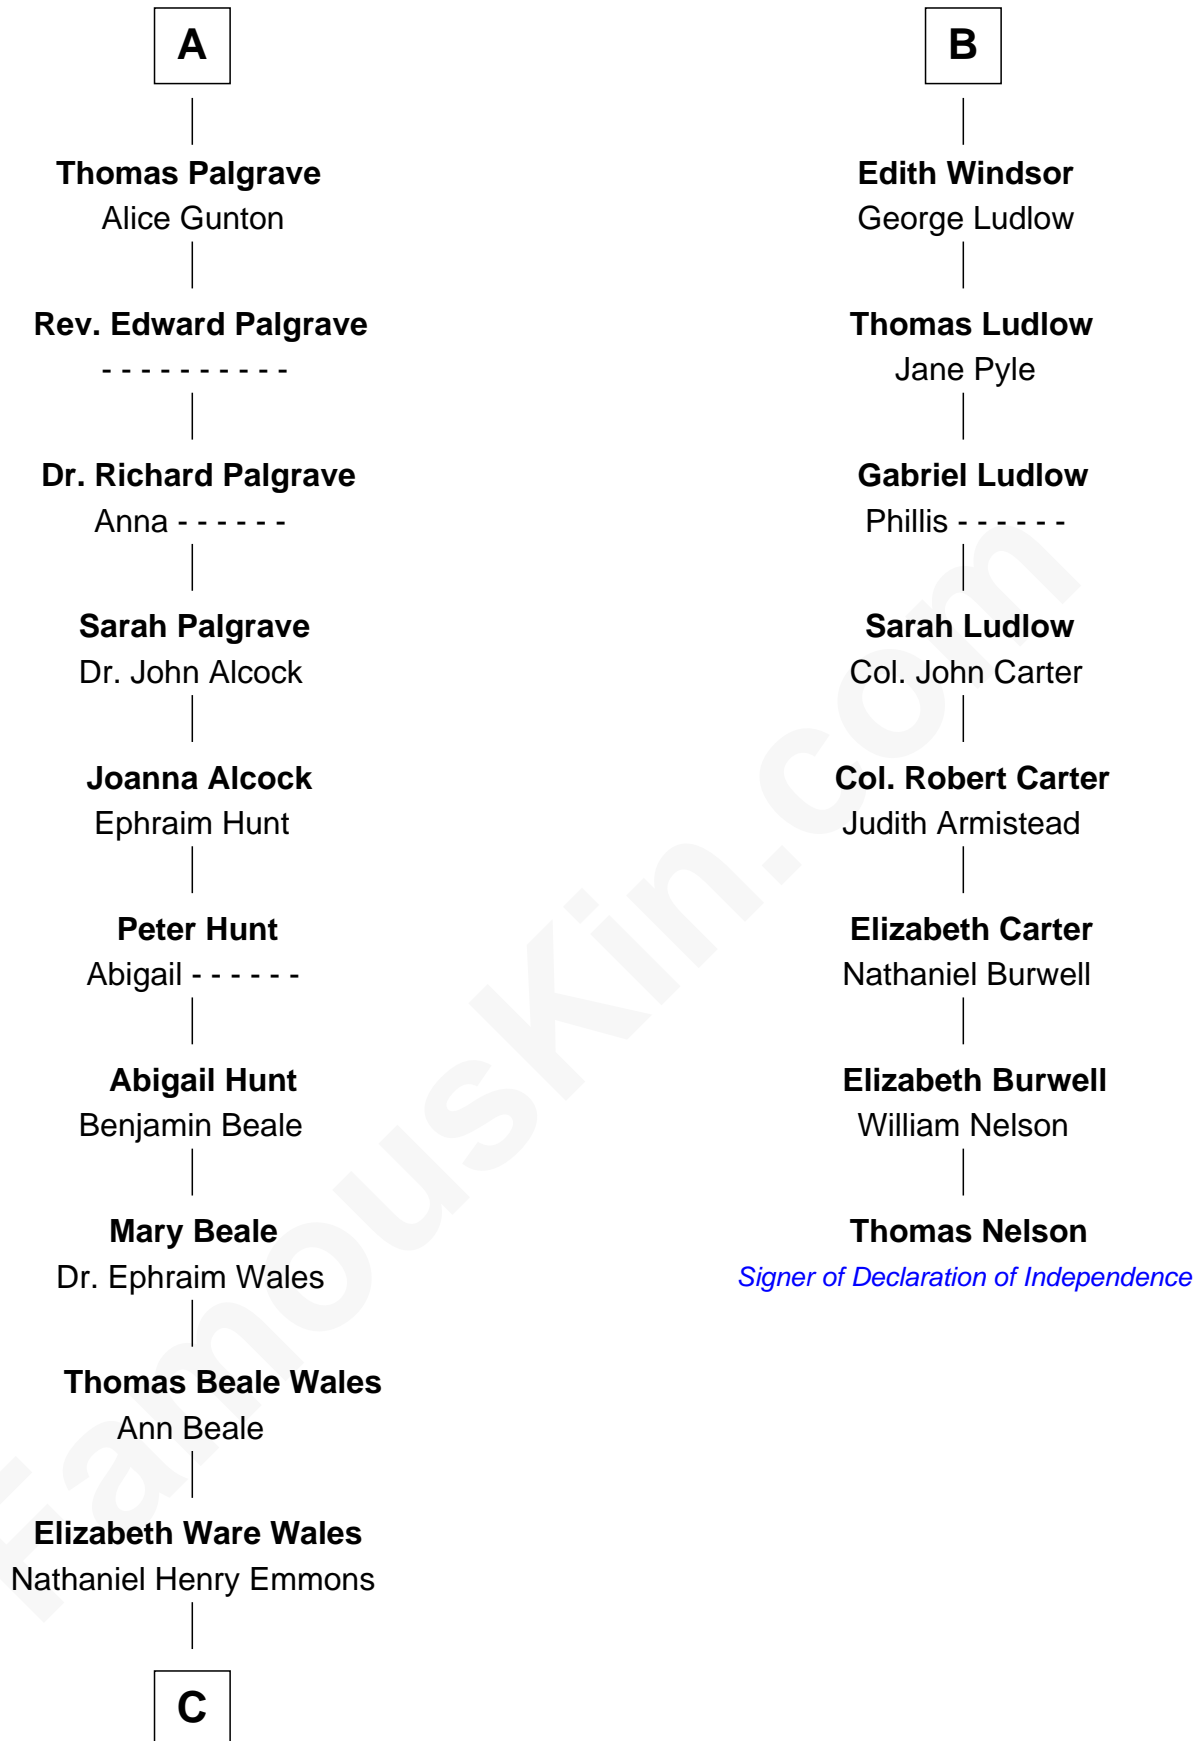 A
Thomas Palgrave
Alice Gunton
Rev. Edward Palgrave
- - - - - - - - - -
Dr. Richard Palgrave
Anna - - - - - -
Sarah Palgrave
Dr. John Alcock
Joanna Alcock
Ephraim Hunt
Peter Hunt
Abigail - - - - - -
Abigail Hunt
Benjamin Beale
Mary Beale
Dr. Ephraim Wales
Thomas Beale Wales
Ann Beale
Elizabeth Ware Wales
Nathaniel Henry Emmons
C
B
Edith Windsor
George Ludlow
Thomas Ludlow
Jane Pyle
Gabriel Ludlow
Phillis - - - - - -
Sarah Ludlow
Col. John Carter
Col. Robert Carter
Judith Armistead
Elizabeth Carter
Nathaniel Burwell
Elizabeth Burwell
William Nelson
Thomas Nelson
Signer of Declaration of Independence
FamousKin.com